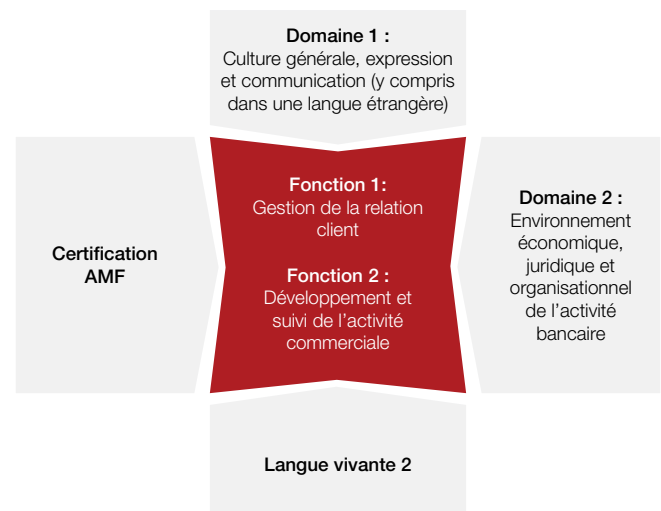 Domaine 1 :
Culture générale, expression
et communication (y compris
dans une langue étrangère)
Certification
AMF
Fonction 1:
Gestion de la relation
client
Fonction 2 :
Développement et
suivi de l’activité
commerciale
Domaine 2 :
Environnement
économique,
juridique et
organisationnel
de l’activité
bancaire
Langue vivante 2